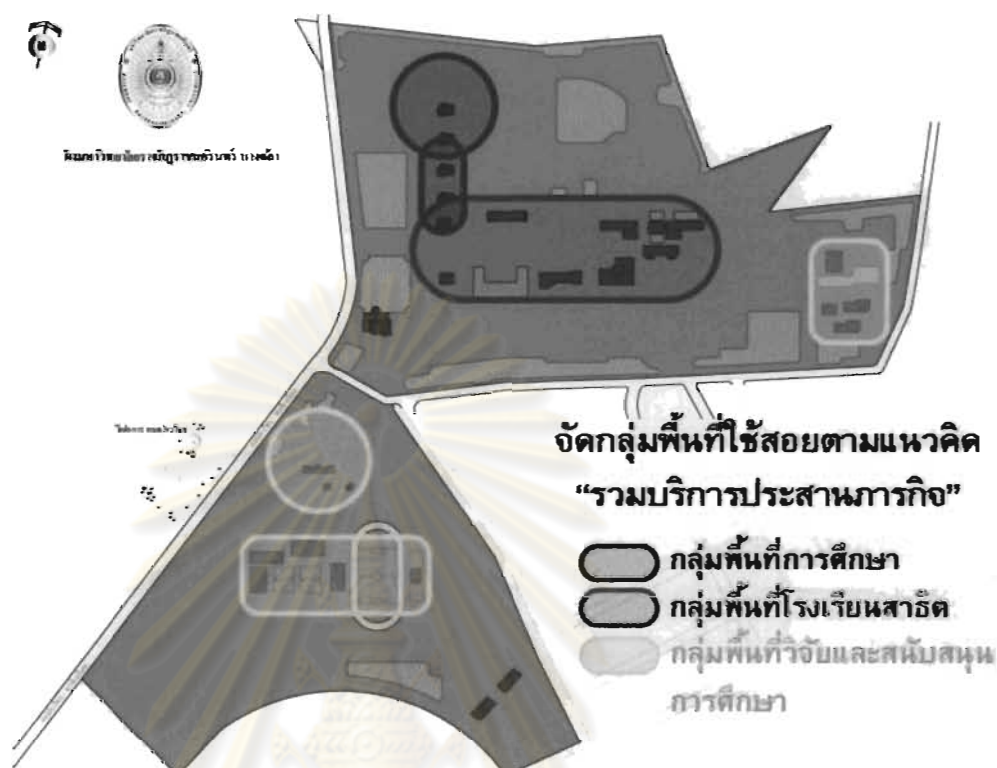 จัดกลุ่มพื้นที่ใช้สอยตามแนวคิด
“รวมบริการประสานภารกิจ”
กลุ่มพื้นที่การศึกษา
กลุ่มพื้นที่โรงเรียนสาธิต
กลุ่มพื้นที่วิจัยและสนับสนุน
การศึกษา